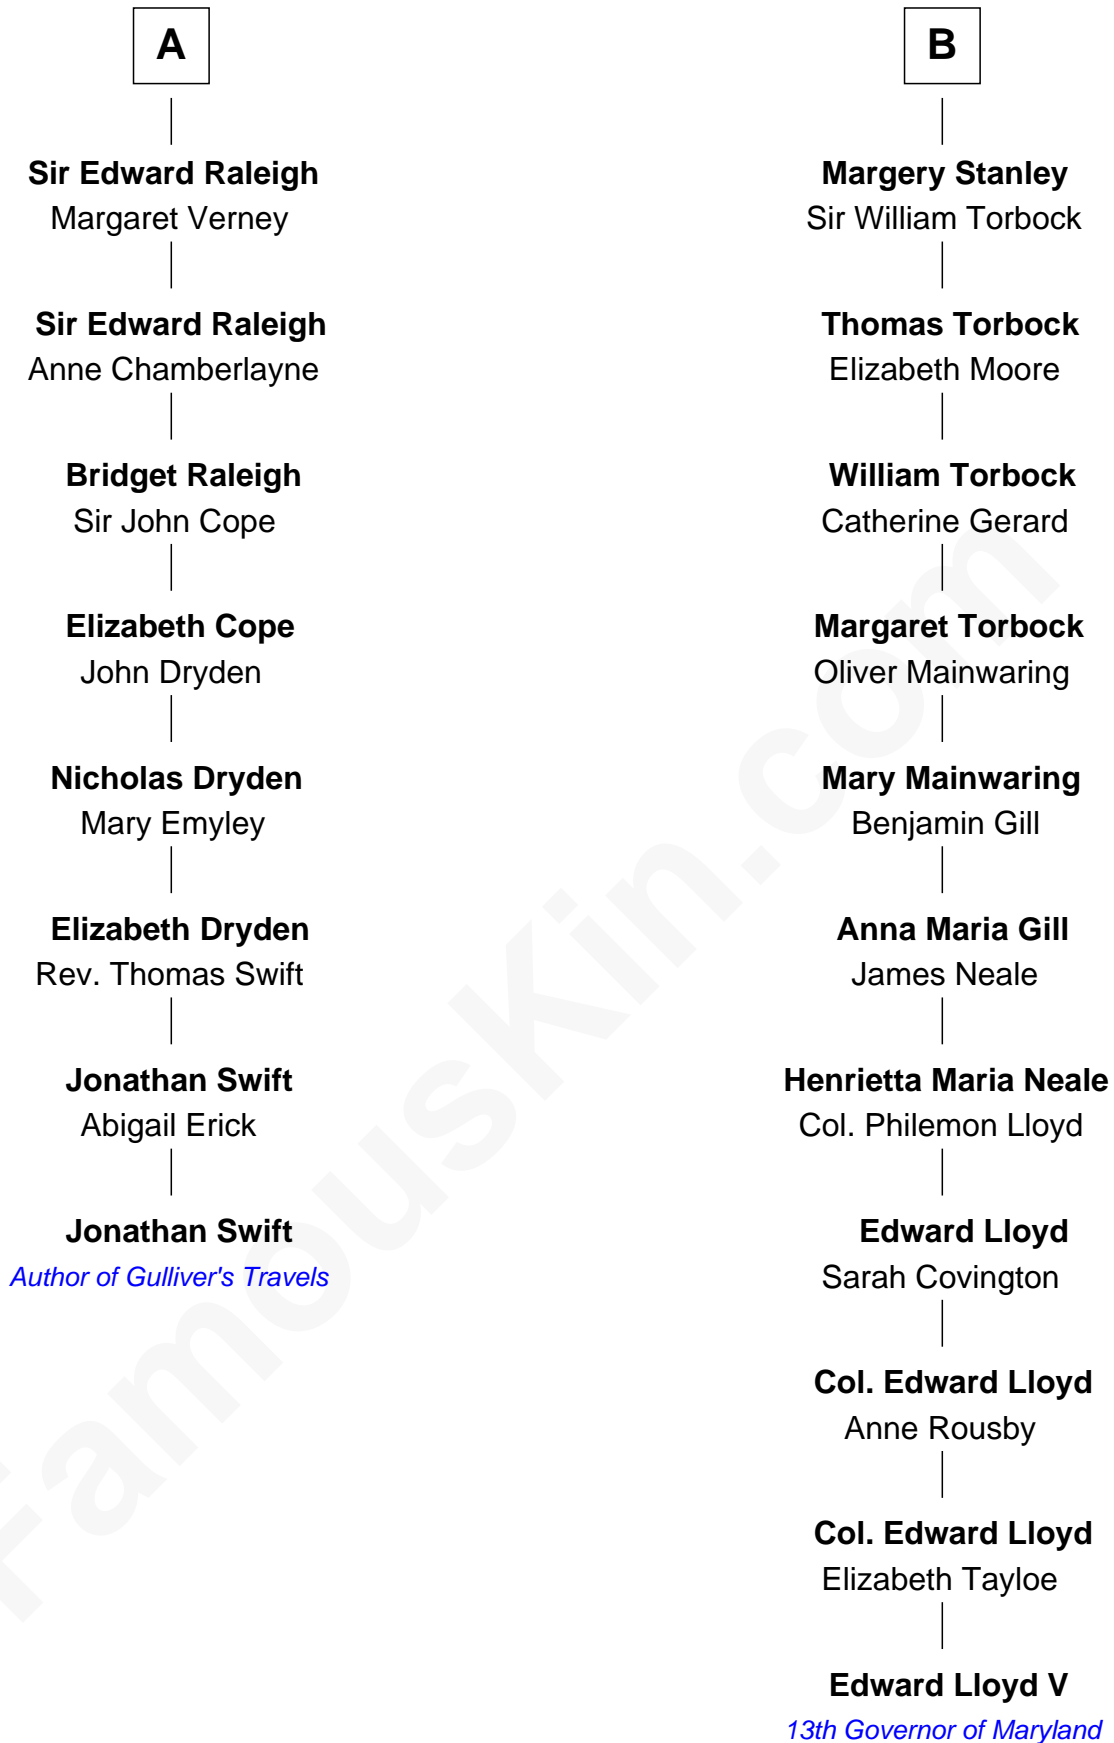 A
Sir Edward Raleigh
Margaret Verney
Sir Edward Raleigh
Anne Chamberlayne
Bridget Raleigh
Sir John Cope
Elizabeth Cope
John Dryden
Nicholas Dryden
Mary Emyley
Elizabeth Dryden
Rev. Thomas Swift
Jonathan Swift
Abigail Erick
Jonathan Swift
Author of Gulliver's Travels
B
Margery Stanley
Sir William Torbock
Thomas Torbock
Elizabeth Moore
William Torbock
Catherine Gerard
Margaret Torbock
Oliver Mainwaring
Mary Mainwaring
Benjamin Gill
Anna Maria Gill
James Neale
Henrietta Maria Neale
Col. Philemon Lloyd
Edward Lloyd
Sarah Covington
Col. Edward Lloyd
Anne Rousby
Col. Edward Lloyd
Elizabeth Tayloe
Edward Lloyd V
13th Governor of Maryland
FamousKin.com